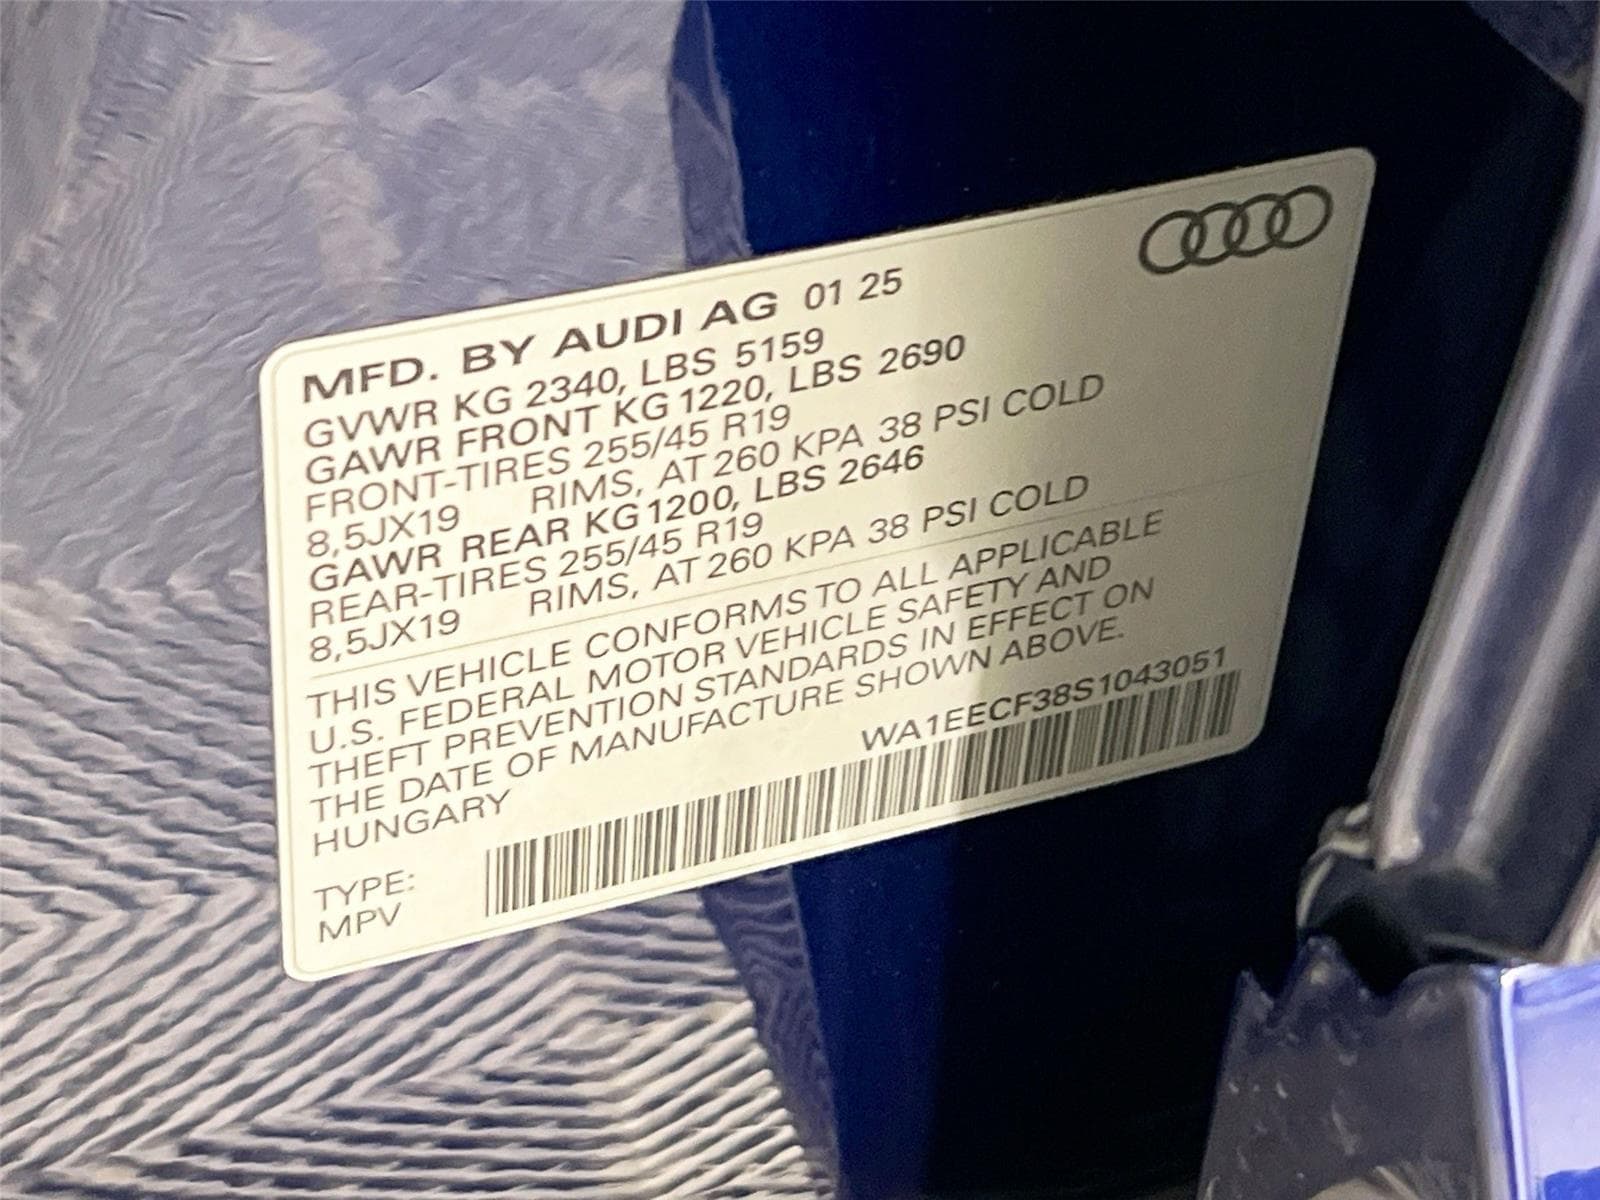 MFD. BY AUDI AG 01 25
GVWR KG 2340, LBS 5159
GAWR FRONT KG 1220, LBS 2690
FRONT-TIRES 255/45 R19
8,5JX19 RIMS, AT 260 KPA 38 PSI COLD
GAWR REAR KG 1200, LBS 2646
REAR-TIRES 255/45 R19
8,5JX19 RIMS, AT 260 KPA 38 PSI COLD
THIS VEHICLE CONFORMS TO ALL APPLICABLE
U.S. FEDERAL MOTOR VEHICLE SAFETY AND
THEFT PREVENTION STANDARDS IN EFFECT ON
THE DATE OF MANUFACTURE SHOWN ABOVE.
HUNGARY
WA1EECF38S1043051
TYPE:
MPV